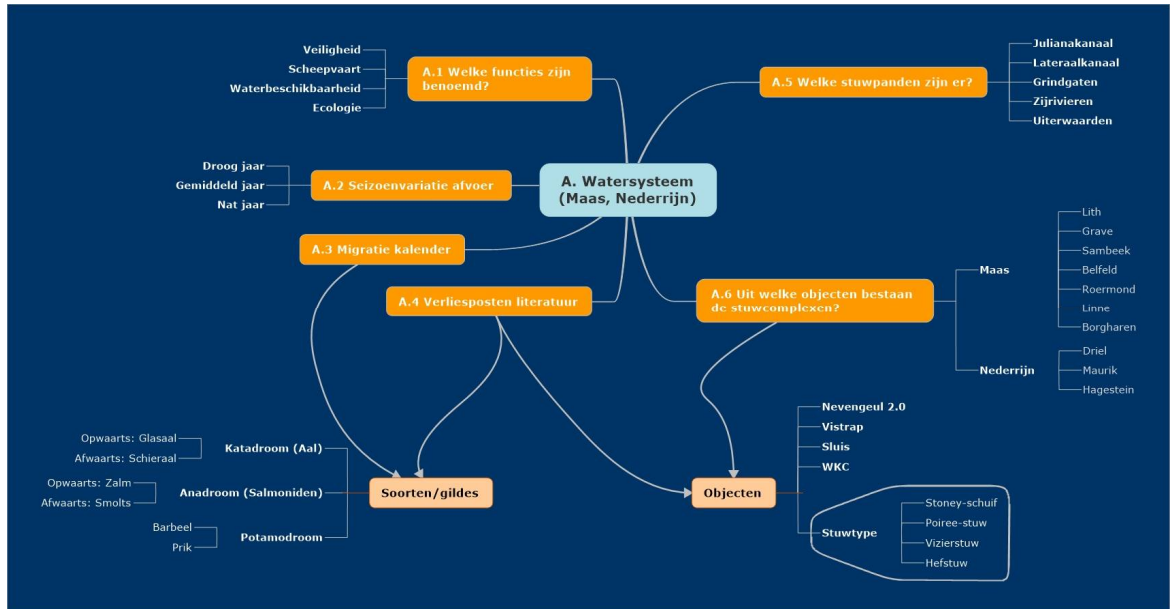 Veiligheid
Scheepvaart
Waterbeschikbaarheid
Ecologie
A.1 Welke functies zijn
benoemd?
A.5 Welke stuwpanden zijn er?
Julianakanaal
Lateraalkanaal
Grindgaten
Zijrivieren
Uiterwaarden
Droog jaar
Gemiddeld jaar
Nat jaar
A.2 Seizoenvariatie afvoer
A. Watersysteem
(Maas, Nederrijn)
A.3 Migratie kalender
A.4 Verliesposten literatuur
A.6 Uit welke objecten bestaan
de stuwcomplexen?
Maas
Lith
Grave
Sambeek
Belfeld
Roermond
Linne
Borgharen
Nederrijn
Driel
Maurik
Hagestein
Opwaarts: Glasaal
Afwaarts: Schieraal
Katadroom (Aal)
Opwaarts: Zalm
Afwaarts: Smolts
Anadroom (Salmoniden)
Barbeel
Prik
Potamodroom
Soorten/gildes
Objecten
Nevengeul 2.0
Vistrap
Sluis
WKC
Stuwtype
Stoney-schuif
Poiree-stuw
Vizierstuw
Hefstuw